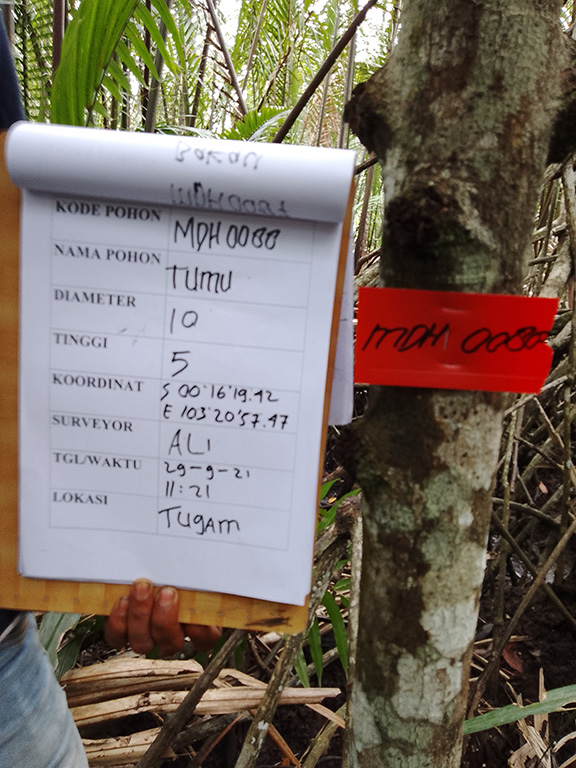 BAKAU
KODE POHON MDH 0080
NAMA POHON TUMU
DIAMETER 10
TINGGI 5
KOORDINAT S 00°16'19.42
E 103°20'57.47
SURVEYOR ALI
TGL/WAKTU 29-9-21
11:21
LOKASI TUGAM
MDH 0080